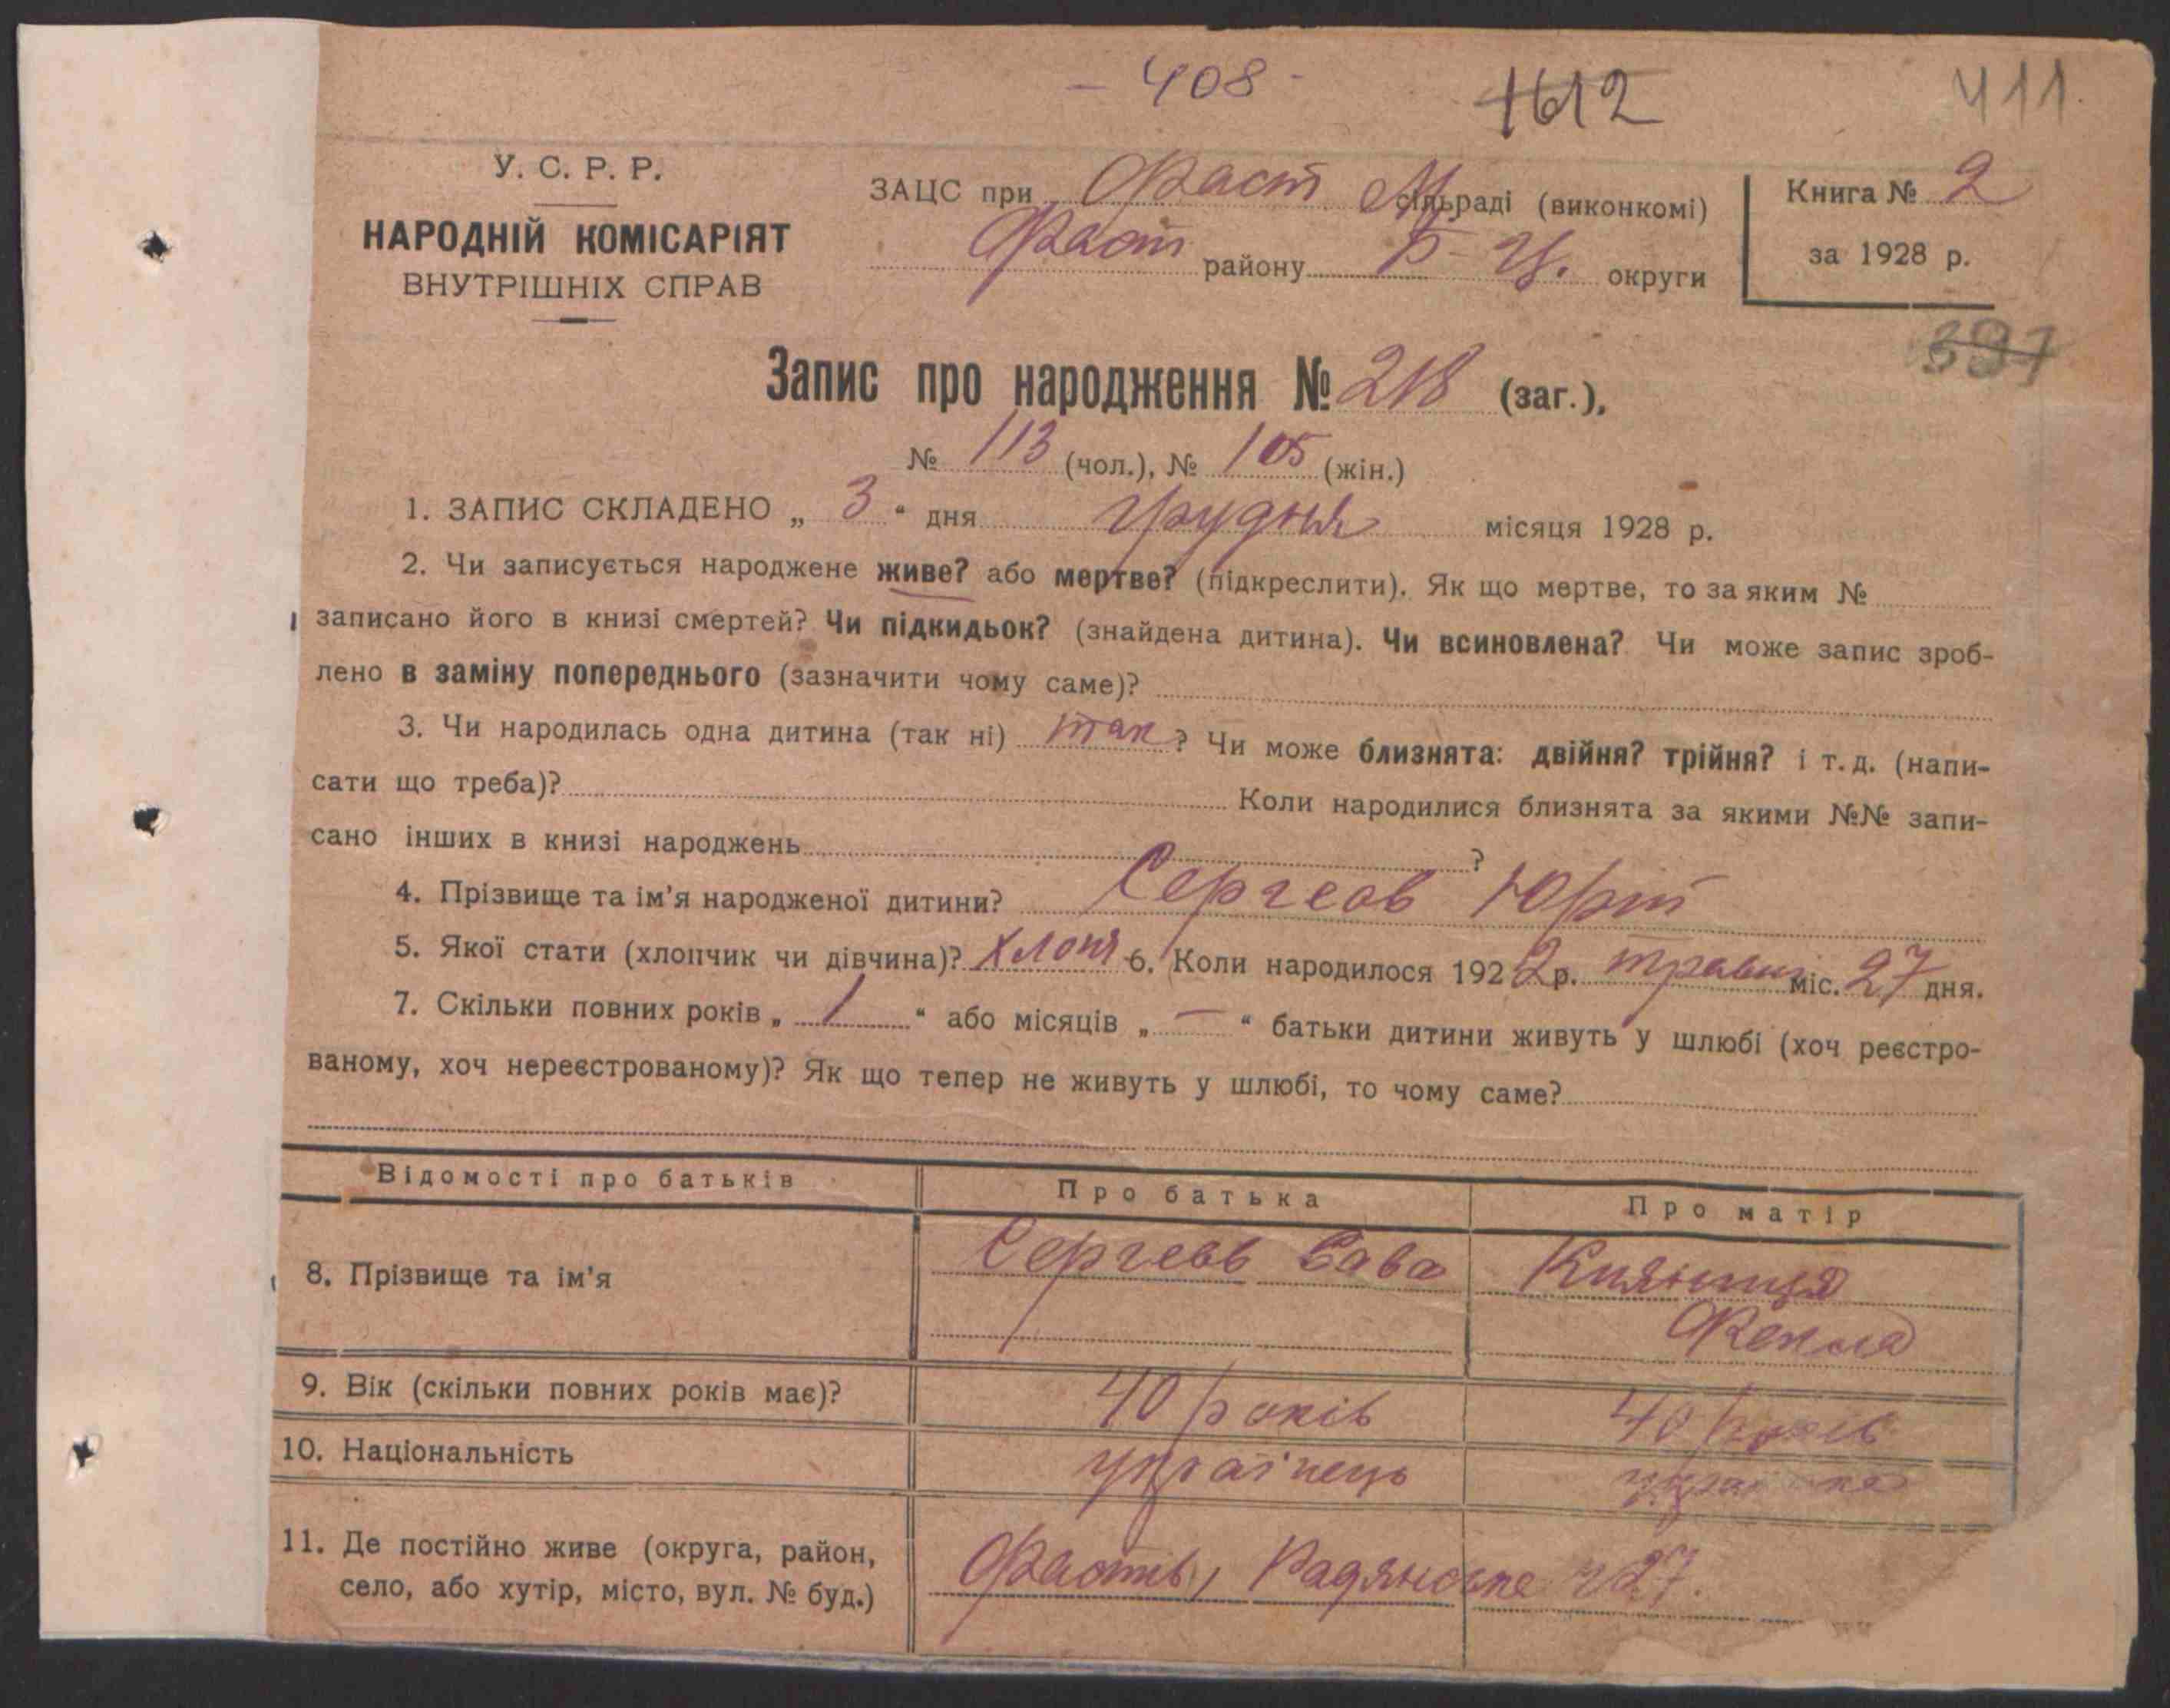 - 408 -
1612
411
У. С. Р. Р.
НАРОДНІЙ КОМІСАРІЯТ
ВНУТРІШНІХ СПРАВ
ЗАЦС при Фаст М сільраді (виконкомі)
Фаст району Б-Ц. округи
Книга № 2
за 1928 р.
397
Запис про народження № 218 (заг.),
№ 113 (чол.), № 105 (жін.)
1. ЗАПИС СКЛАДЕНО „ 3 “ дня грудня місяця 1928 р.
2. Чи записується народжене живе? або мертве? (підкреслити). Як що мертве, то за яким №
записано його в книзі смертей? Чи підкидьок? (знайдена дитина). Чи всиновлена? Чи може запис зроб-
лено в заміну попереднього (зазначити чому саме)?
3. Чи народилась одна дитина (так ні) так ? Чи може близнята: двійня? трійня? і т. д. (напи-
сати що треба)? Коли народилися близнята за якими №№ запи-
сано інших в книзі народжень ?
4. Прізвище та ім’я народженої дитини? Сергеєв Юрій
5. Якої стати (хлопчик чи дівчина)? хлопч 6. Коли народилося 1922 р. травня міс. 27 дня.
7. Скільки повних років „ 1 “ або місяців „ — “ батьки дитини живуть у шлюбі (хоч реєстро-
ваному, хоч нереєстрованому)? Як що тепер не живуть у шлюбі, то чому саме?
Відомості про батьків
Про батька
Про матір
8. Прізвище та ім’я
Сергеєв Сава
Княниця
Фекла
9. Вік (скільки повних років має)?
40 років
40 років
10. Національність
українець
українка
11. Де постійно живе (округа, район,
село, або хутір, місто, вул. № буд.)
Фастів, Радянська 27.